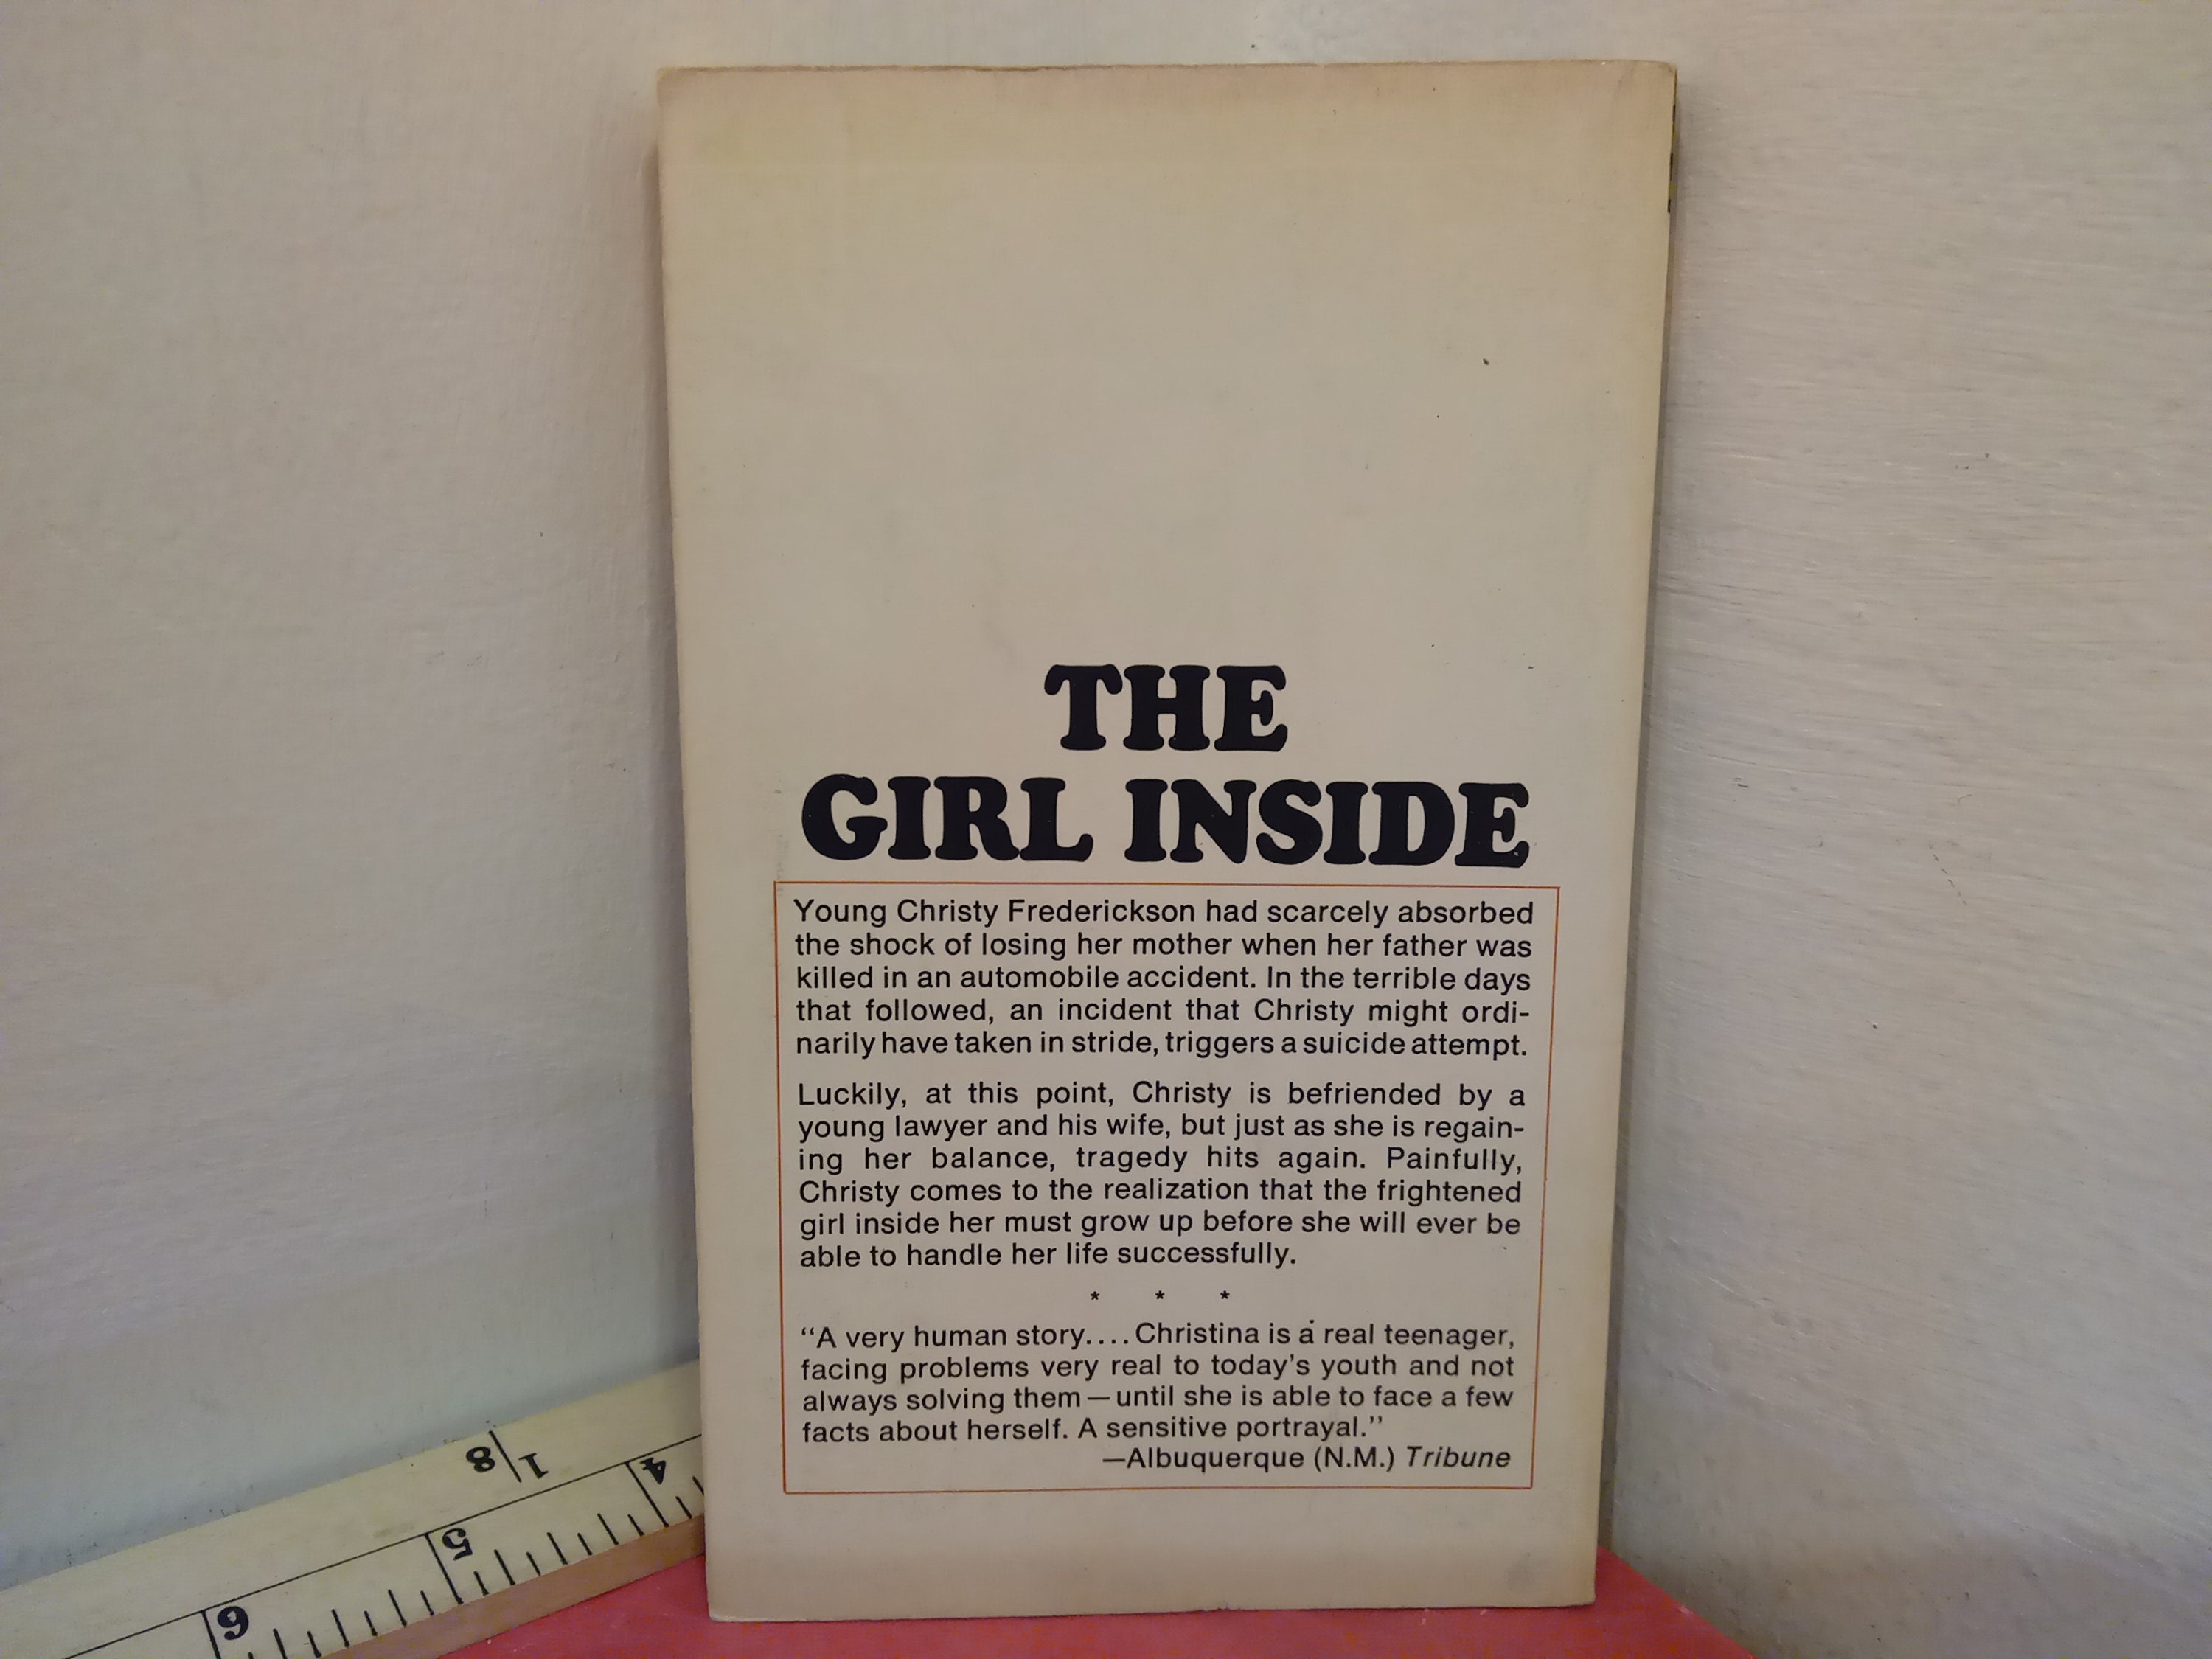 THE
GIRL INSIDE
Young Christy Frederickson had scarcely absorbed
the shock of losing her mother when her father was
killed in an automobile accident. In the terrible days
that followed, an incident that Christy might ordi-
narily have taken in stride, triggers a suicide attempt.
Luckily, at this point, Christy is befriended by a
young lawyer and his wife, but just as she is regain-
ing her balance, tragedy hits again. Painfully,
Christy comes to the realization that the frightened
girl inside her must grow up before she will ever be
able to handle her life successfully.
* * *
“A very human story.... Christina is a real teenager,
facing problems very real to today's youth and not
always solving them—until she is able to face a few
facts about herself. A sensitive portrayal.”
—Albuquerque (N.M.) Tribune
1/8
4
5
6